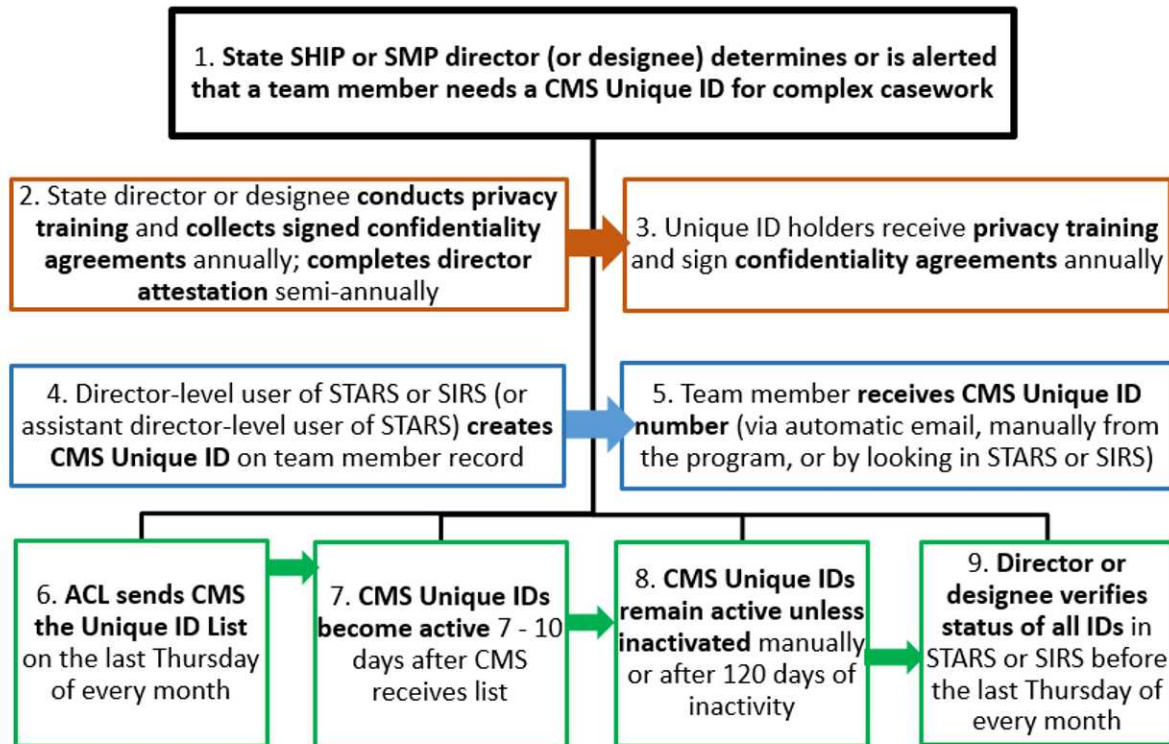 1. State SHIP or SMP director (or designee) determines or is alerted
that a team member needs a CMS Unique ID for complex casework
2. State director or designee conducts privacy
training and collects signed confidentiality
agreements annually; completes director
attestation semi-annually
3. Unique ID holders receive privacy training
and sign confidentiality agreements annually
4. Director-level user of STARS or SIRS (or
assistant director-level user of STARS) creates
CMS Unique ID on team member record
5. Team member receives CMS Unique ID
number (via automatic email, manually from
the program, or by looking in STARS or SIRS)
6. ACL sends CMS
the Unique ID List
on the last Thursday
of every month
7. CMS Unique IDs
become active 7 - 10
days after CMS
receives list
8. CMS Unique IDs
remain active unless
inactivated manually
or after 120 days of
inactivity
9. Director or
designee verifies
status of all IDs in
STARS or SIRS before
the last Thursday of
every month